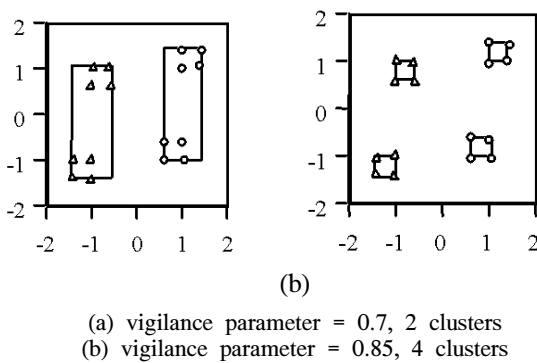 2
1
0
-1
-2
-2 -1 0 1 2
2
1
0
-1
-2
-2 -1 0 1 2
(b)
(a) vigilance parameter = 0.7, 2 clusters
(b) vigilance parameter = 0.85, 4 clusters